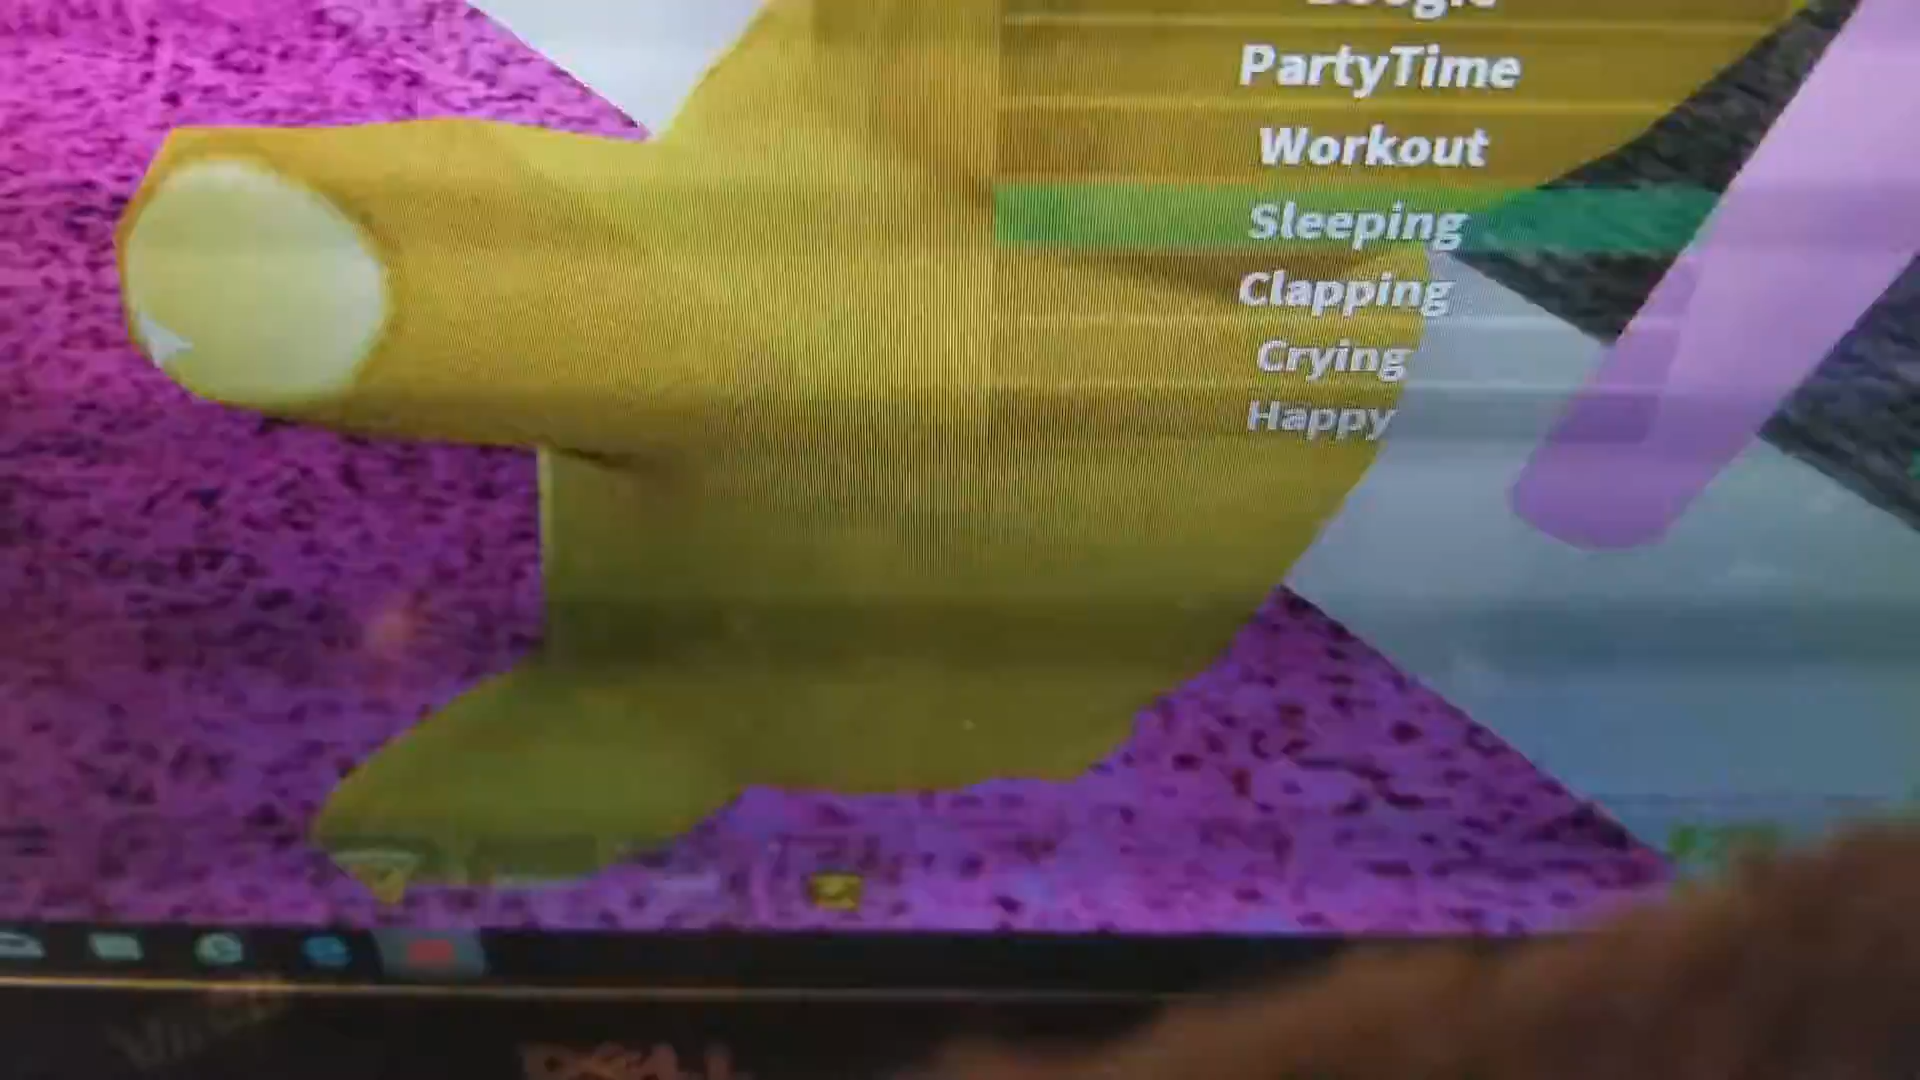 PartyTime
Workout
Sleeping
Clapping
Crying
Happy